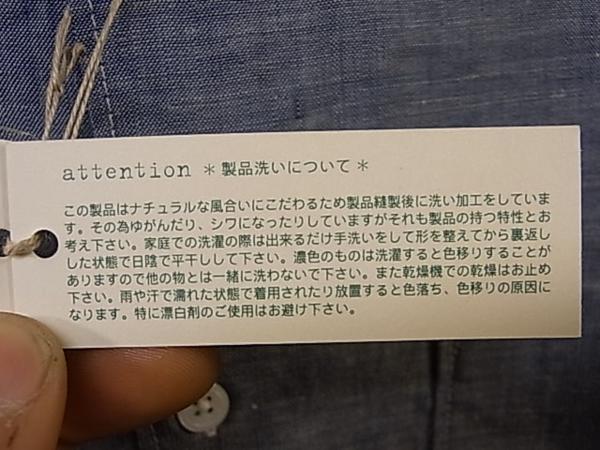 attention ＊製品洗いについて＊
この製品はナチュラルな風合いにこだわるため製品縫製後に洗い加工をしていま
す。その為ゆがんだり、シワになったりしていますがそれも製品の持つ特性とお
考え下さい。家庭での洗濯の際は出来るだけ手洗いをして形を整えてから裏返し
した状態で日陰で平干しして下さい。濃色のものは洗濯すると色移りすることが
ありますので他の物とは一緒に洗わないで下さい。また乾燥機での乾燥はお止め
下さい。雨や汗で濡れた状態で着用されたり放置すると色落ち、色移りの原因に
なります。特に漂白剤のご使用はお避け下さい。